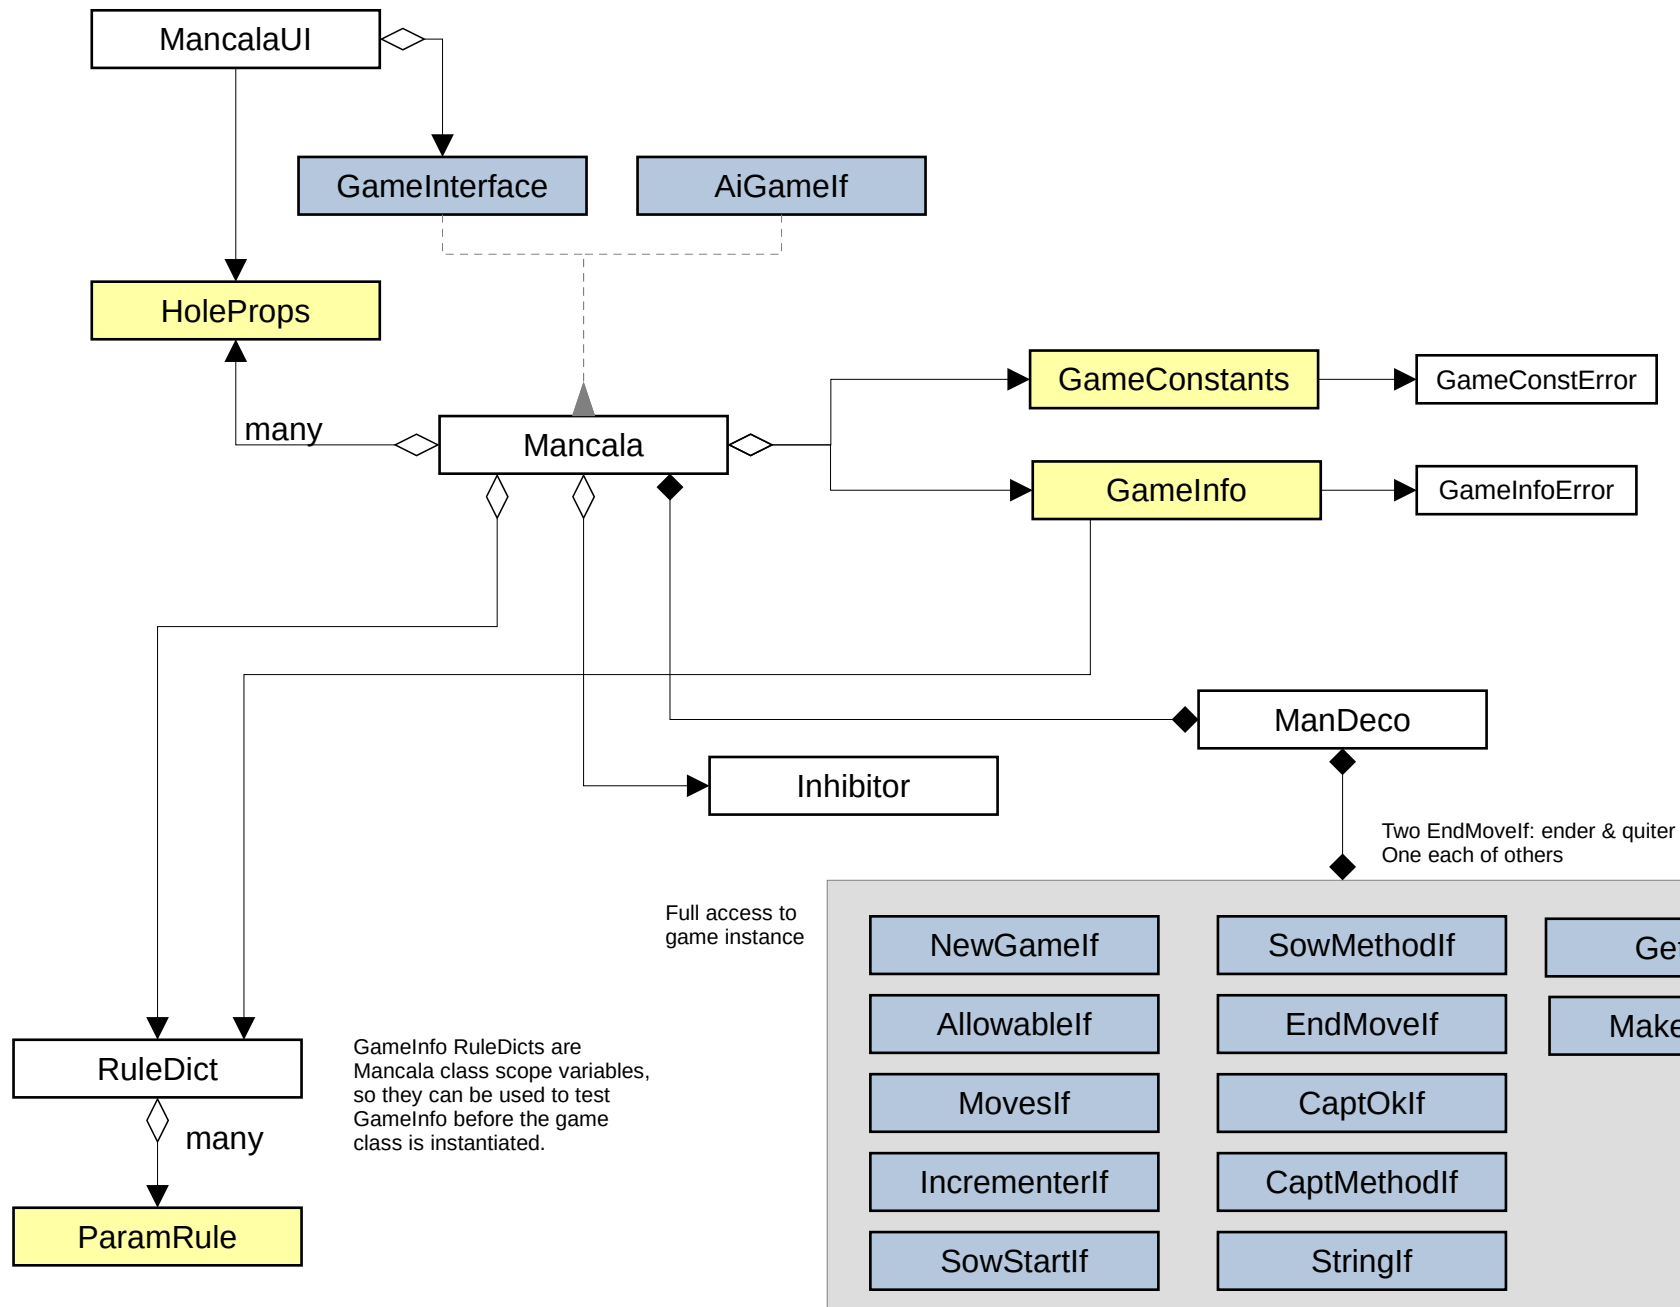 MancalaUI
GameInterface
AiGameIf
HoleProps
many
Mancala
GameConstants
GameConstError
GameInfo
GameInfoError
ManDeco
Inhibitor
Two EndMoveIf: ender & quiter
One each of others
Full access to
game instance
NewGameIf
SowMethodIf
AllowableIf
EndMoveIf
MovesIf
CaptOkIf
IncrementerIf
CaptMethodIf
SowStartIf
StringIf
RuleDict
GameInfo RuleDicts are
Mancala class scope variables,
so they can be used to test
GameInfo before the game
class is instantiated.
many
ParamRule